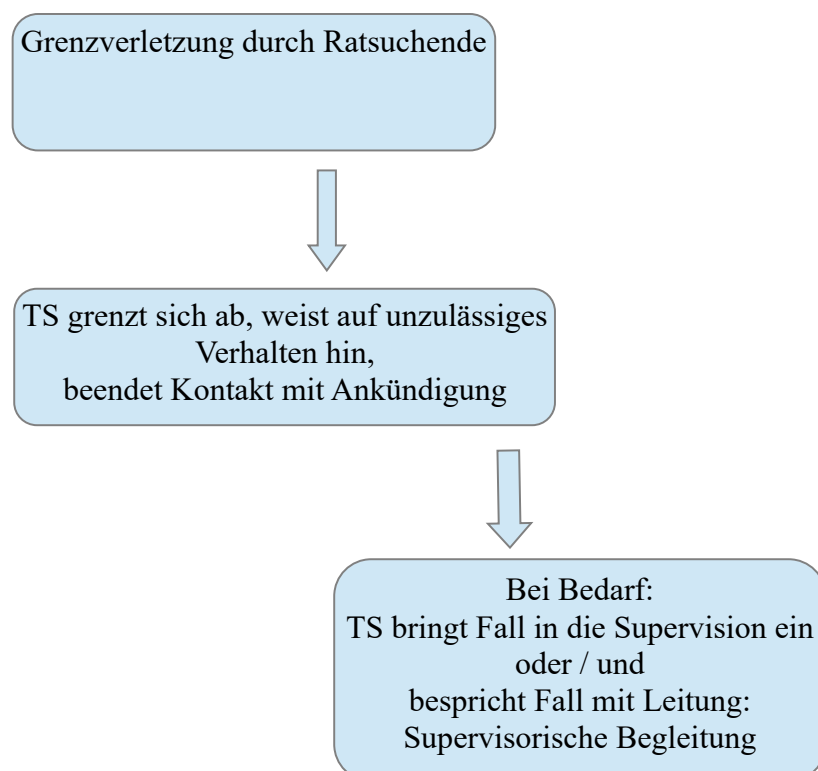 Grenzverletzung durch Ratsuchende
TS grenzt sich ab, weist auf unzulässiges
Verhalten hin,
beendet Kontakt mit Ankündigung
Bei Bedarf:
TS bringt Fall in die Supervision ein
oder / und
bespricht Fall mit Leitung:
Supervisorische Begleitung